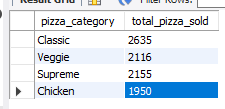 Result Grid Filter Rows:
pizza_category total_pizza_sold
Classic 2635
Veggie 2116
Supreme 2155
Chicken 1950